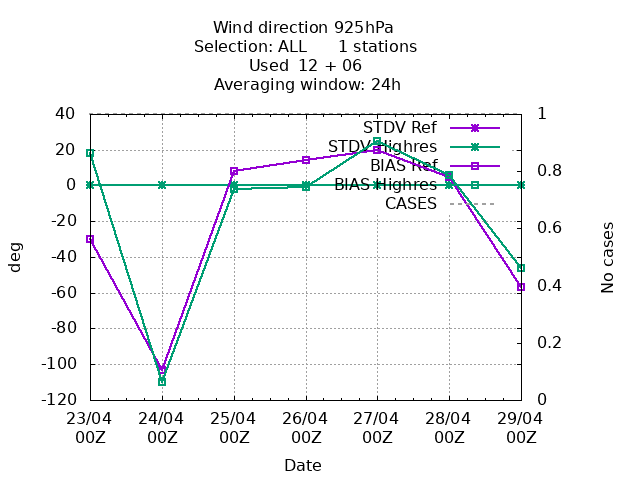 Wind direction 925hPa
Selection: ALL 1 stations
Used 12 + 06
Averaging window: 24h
40
20
0
-20
-40
-60
-80
-100
-120
deg
1
0.8
0.6
0.4
0.2
0
No cases
STDV Ref
STDV Highres
BIAS Ref
BIAS Highres
CASES
23/04 24/04 25/04 26/04 27/04 28/04 29/04
00Z 00Z 00Z 00Z 00Z 00Z 00Z
Date